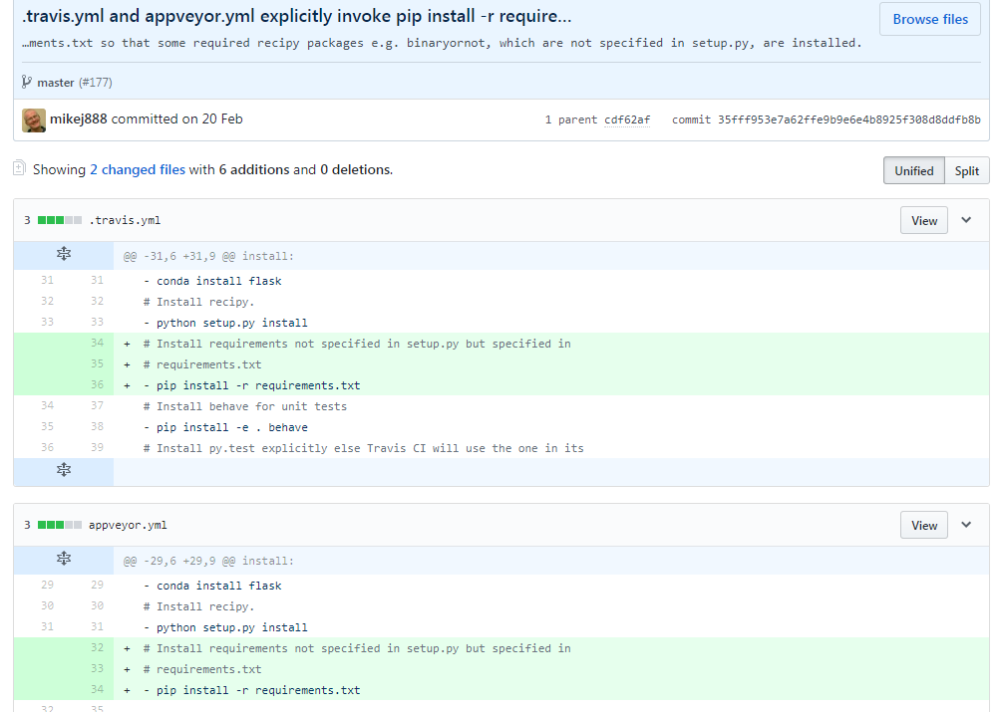 .travis.yml and appveyor.yml explicitly invoke pip install -r require…
Browse files
…ments.txt so that some required recipy packages e.g. binaryornot, which are not specified in setup.py, are installed.
master (#177)
mikej888 committed on 20 Feb 1 parent cdf62af commit 35fff953e7a62ffe9b9e6e4b8925f308d8ddfb8b
Showing 2 changed files with 6 additions and 0 deletions. Unified Split
3 .travis.yml View
@@ -31,6 +31,9 @@ install:
31 31 - conda install flask
32 32 # Install recipy.
33 33 - python setup.py install
34 + # Install requirements not specified in setup.py but specified in
35 + # requirements.txt
36 + - pip install -r requirements.txt
34 37 # Install behave for unit tests
35 38 - pip install -e . behave
36 39 # Install py.test explicitly else Travis CI will use the one in its
3 appveyor.yml View
@@ -29,6 +29,9 @@ install:
29 29 - conda install flask
30 30 # Install recipy.
31 31 - python setup.py install
32 + # Install requirements not specified in setup.py but specified in
33 + # requirements.txt
34 + - pip install -r requirements.txt
32 35